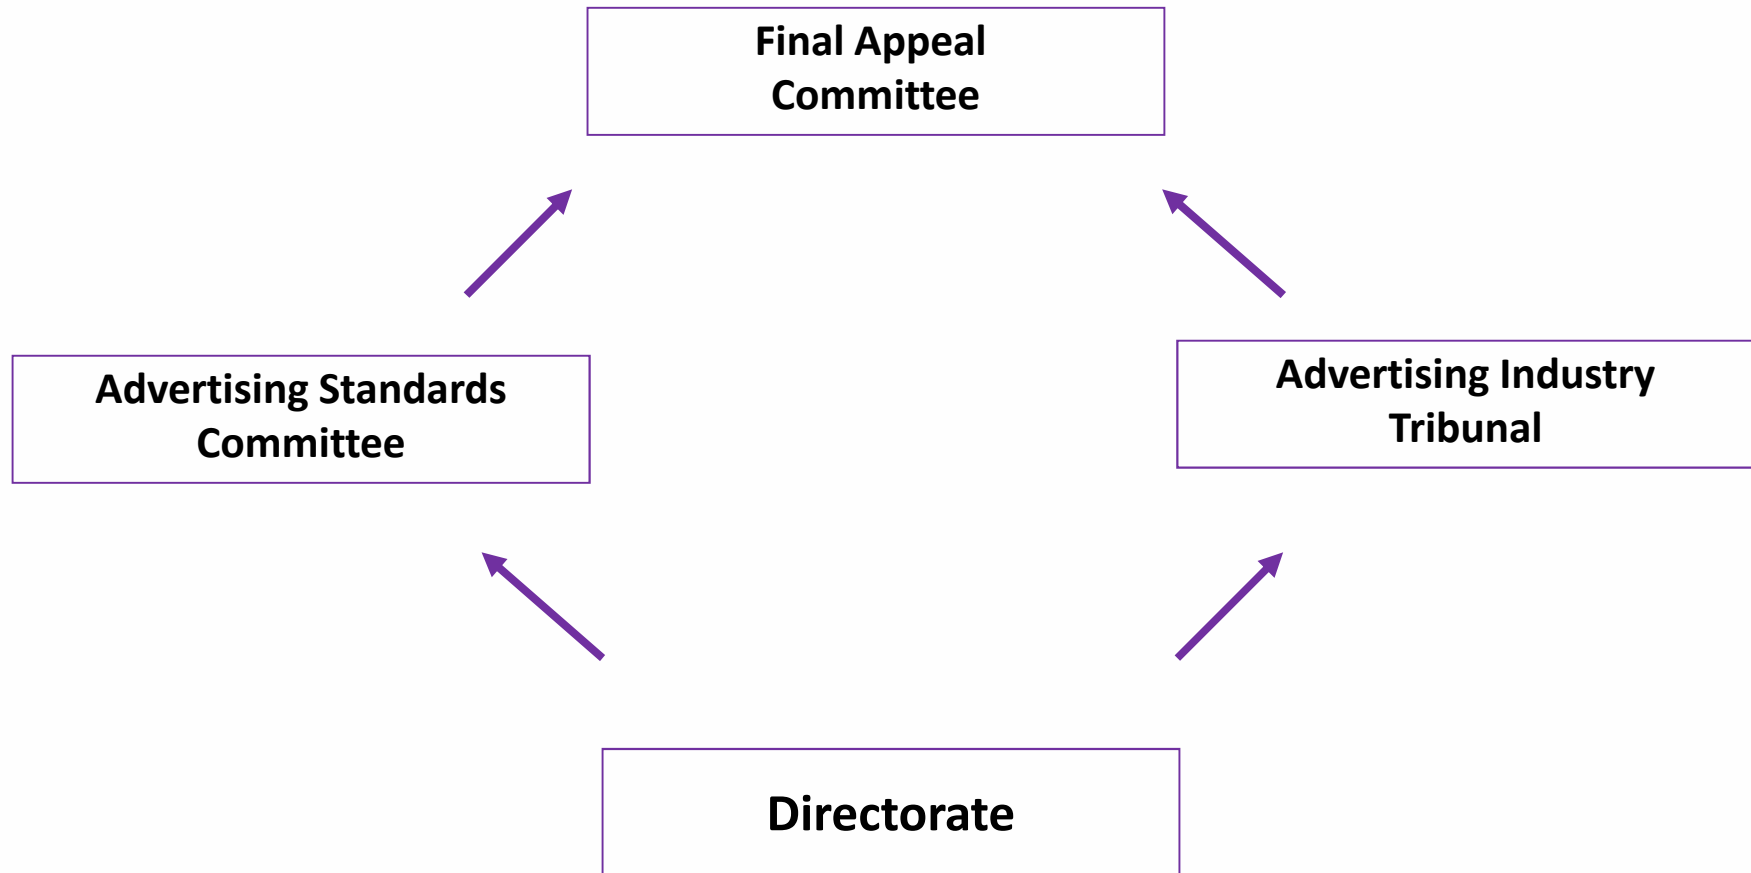 Final Appeal
Committee
Advertising Standards
Committee
Advertising Industry
Tribunal
Directorate